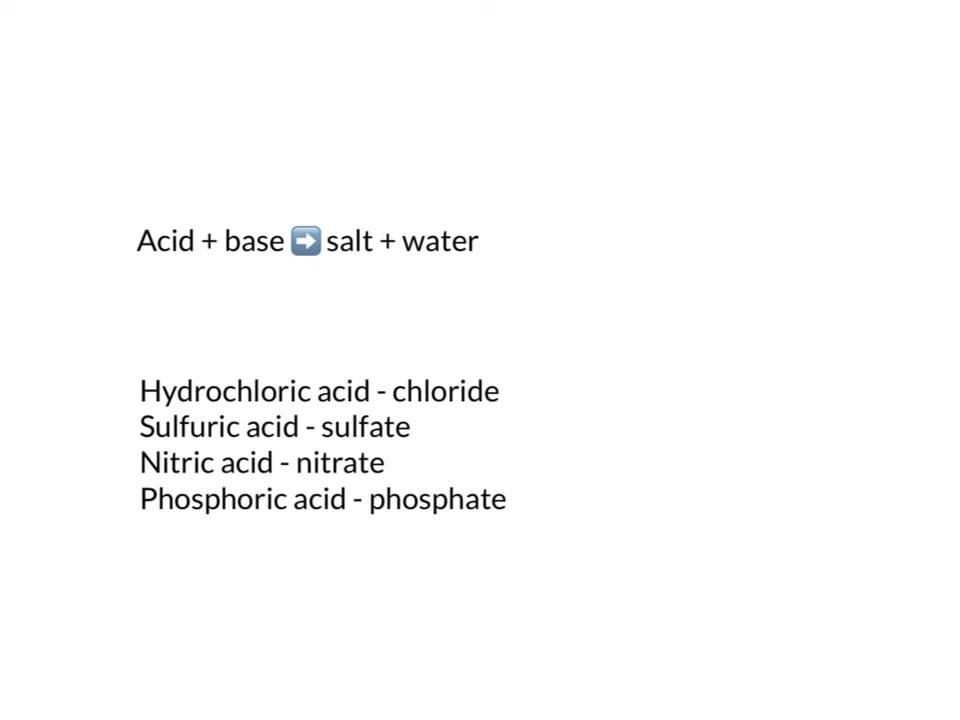 Acid + base ➡️ salt + water
Hydrochloric acid - chloride
Sulfuric acid - sulfate
Nitric acid - nitrate
Phosphoric acid - phosphate